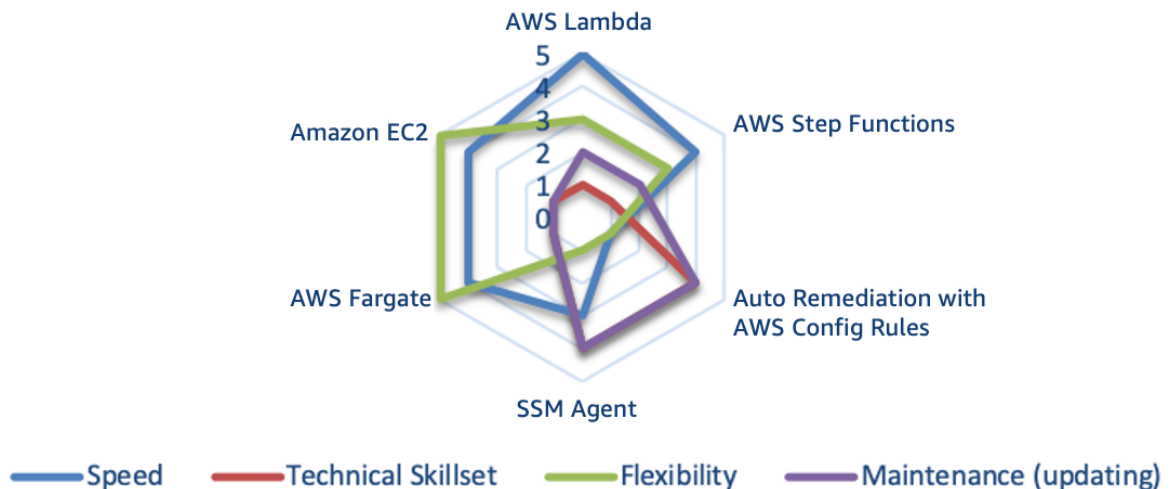 AWS Lambda
5
4
3
2
1
0
Amazon EC2
AWS Step Functions
AWS Fargate
Auto Remediation with
AWS Config Rules
SSM Agent
Speed Technical Skillset Flexibility Maintenance (updating)